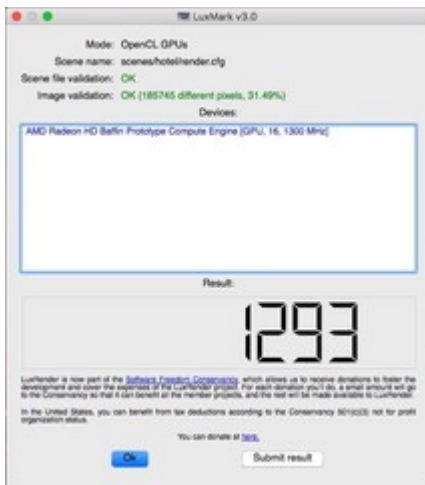 LuxMark v3.0
Mode: OpenCL GPUs
Scene name: scenes/hotel/render.cfg
Scene file validation: OK
Image validation: OK (185745 different pixels, 31.49%)
Devices:
AMD Radeon HD Baffin Prototype Compute Engine [GPU, 16, 1300 MHz]
Result:
1293
LuxRender is now part of the Software Freedom Conservancy, which allows us to receive donations to foster the
development and cover the expenses of the LuxRender project. For each donation you'll do, a small amount will go
to the Conservancy so that it can benefit all the member projects, and the rest will be made available to LuxRender.
In the United States, you can benefit from tax deductions according to the Conservancy 501(c)(3) not for profit
organization status.
You can donate at here.
Ok
Submit result